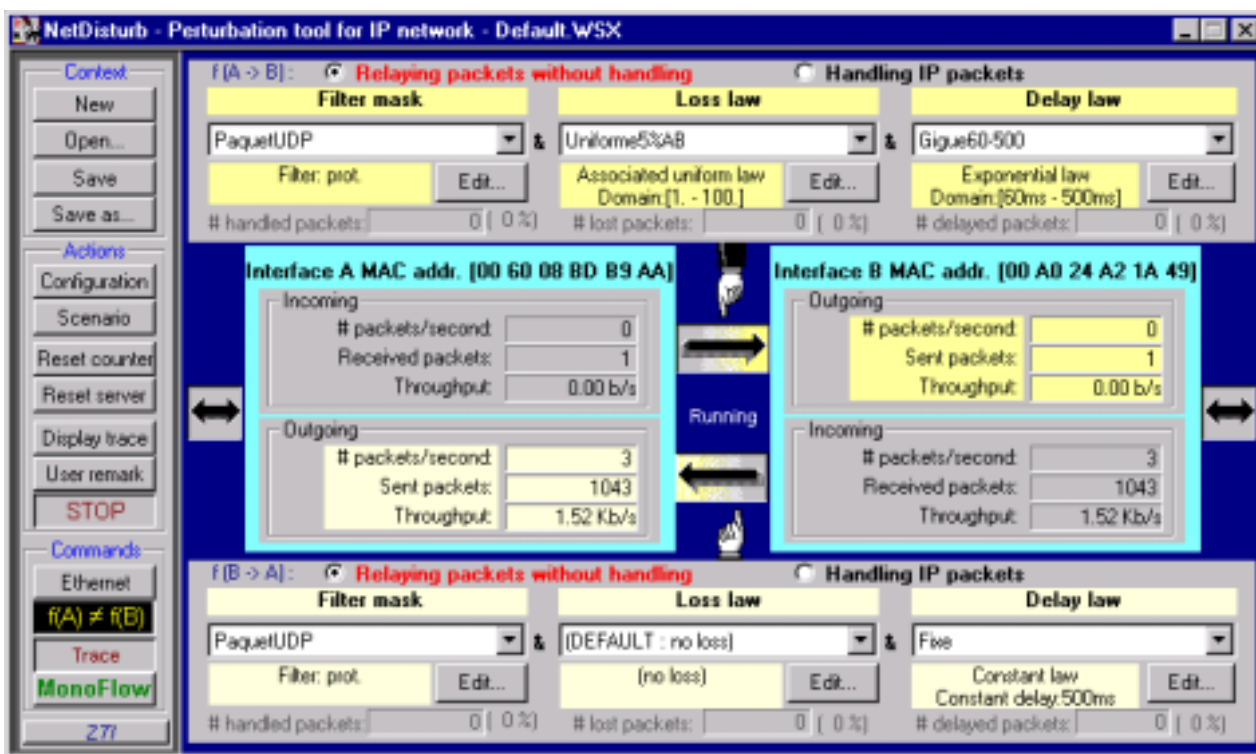 NetDisturb - Perturbation tool for IP network - Default.WSX
Context
New
Open...
Save
Save as...
Actions
Configuration
Scenario
Reset counter
Reset server
Display trace
User remark
STOP
Commands
Ethernet
f(A) ≠ f(B)
Trace
MonoFlow
ZTI
f (A -> B) : Relaying packets without handling Handling IP packets
Filter mask Loss law Delay law
PaquetUDP & Uniforme5%AB & Gigue60-500
Filter: prot. Edit... Associated uniform law Edit... Exponential law Edit...
Domain:[1. - 100.] Domain:[60ms - 500ms]
# handled packets: 0 ( 0 %) # lost packets: 0 ( 0 %) # delayed packets: 0 ( 0 %)
Interface A MAC addr. [00 60 08 BD B9 AA]
Incoming
# packets/second: 0
Received packets: 1
Throughput: 0.00 b/s
Outgoing
# packets/second: 3
Sent packets: 1043
Throughput: 1.52 Kb/s
Running
Interface B MAC addr. [00 A0 24 A2 1A 49]
Outgoing
# packets/second: 0
Sent packets: 1
Throughput: 0.00 b/s
Incoming
# packets/second: 3
Received packets: 1043
Throughput: 1.52 Kb/s
f (B -> A) : Relaying packets without handling Handling IP packets
Filter mask Loss law Delay law
PaquetUDP & (DEFAULT : no loss) & Fixe
Filter: prot. Edit... (no loss) Edit... Constant law Edit...
Constant delay:500ms
# handled packets: 0 ( 0 %) # lost packets: 0 ( 0 %) # delayed packets: 0 ( 0 %)